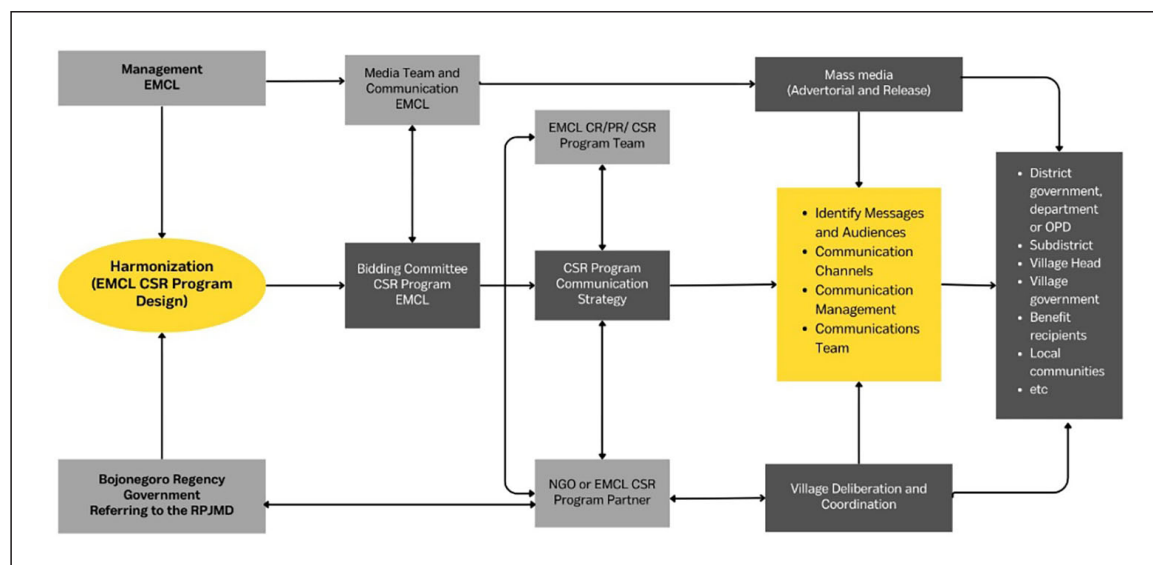 Management
EMCL
Media Team and
Communication
EMCL
Mass media
(Advertorial and Release)
EMCL CR/PR/ CSR
Program Team
• District
government,
department
or OPD
• Subdistrict
• Village Head
• Village
government
• Benefit
recipients
• Local
communities
• etc
Harmonization
(EMCL CSR Program
Design)
Bidding Committee
CSR Program
EMCL
CSR Program
Communication
Strategy
• Identify Messages
and Audiences
• Communication
Channels
• Communication
Management
• Communications
Team
Bojonegoro Regency
Government
Referring to the RPJMD
NGO or EMCL CSR
Program Partner
Village Deliberation and
Coordination